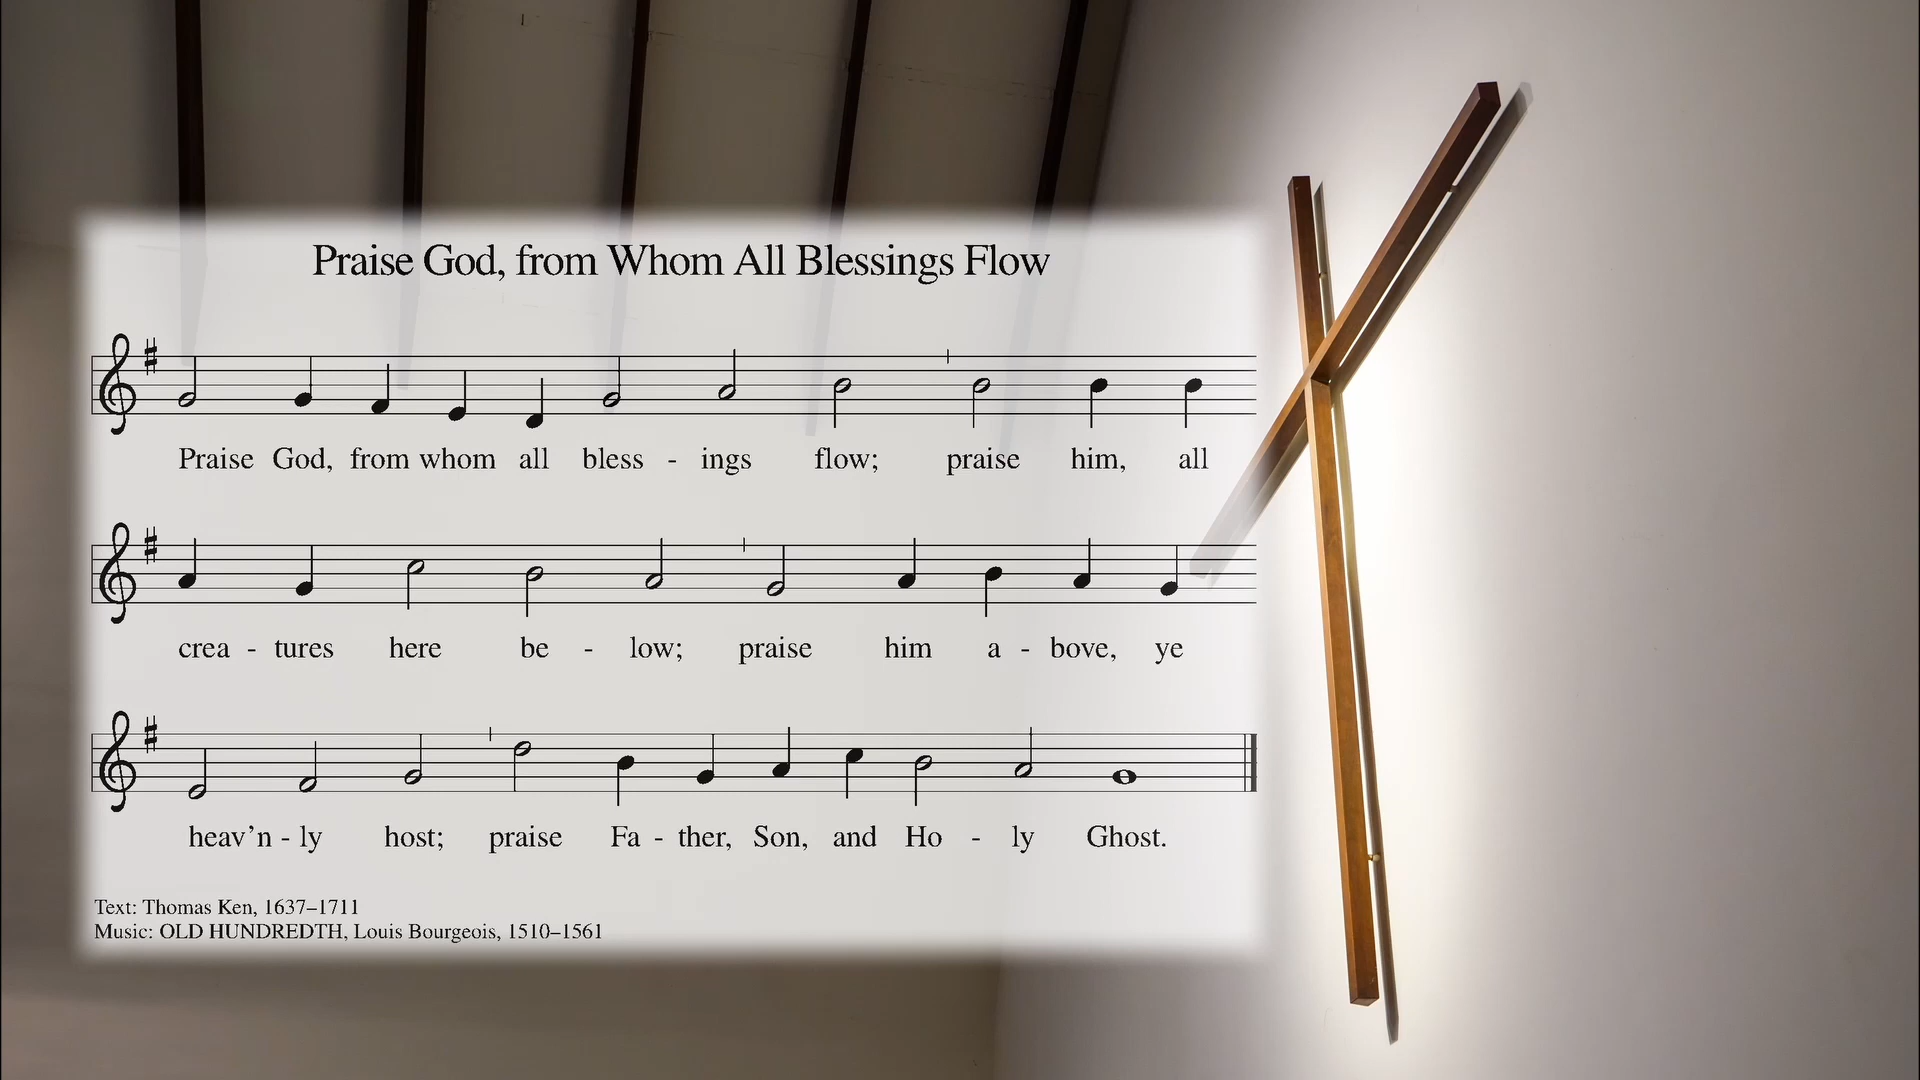 Praise God, from Whom All Blessings Flow
Praise God, from whom all bless - ings flow; praise him, all
crea - tures here be - low; praise him a - bove, ye
heav’n - ly host; praise Fa - ther, Son, and Ho - ly Ghost.
Text: Thomas Ken, 1637–1711
Music: OLD HUNDREDTH, Louis Bourgeois, 1510–1561